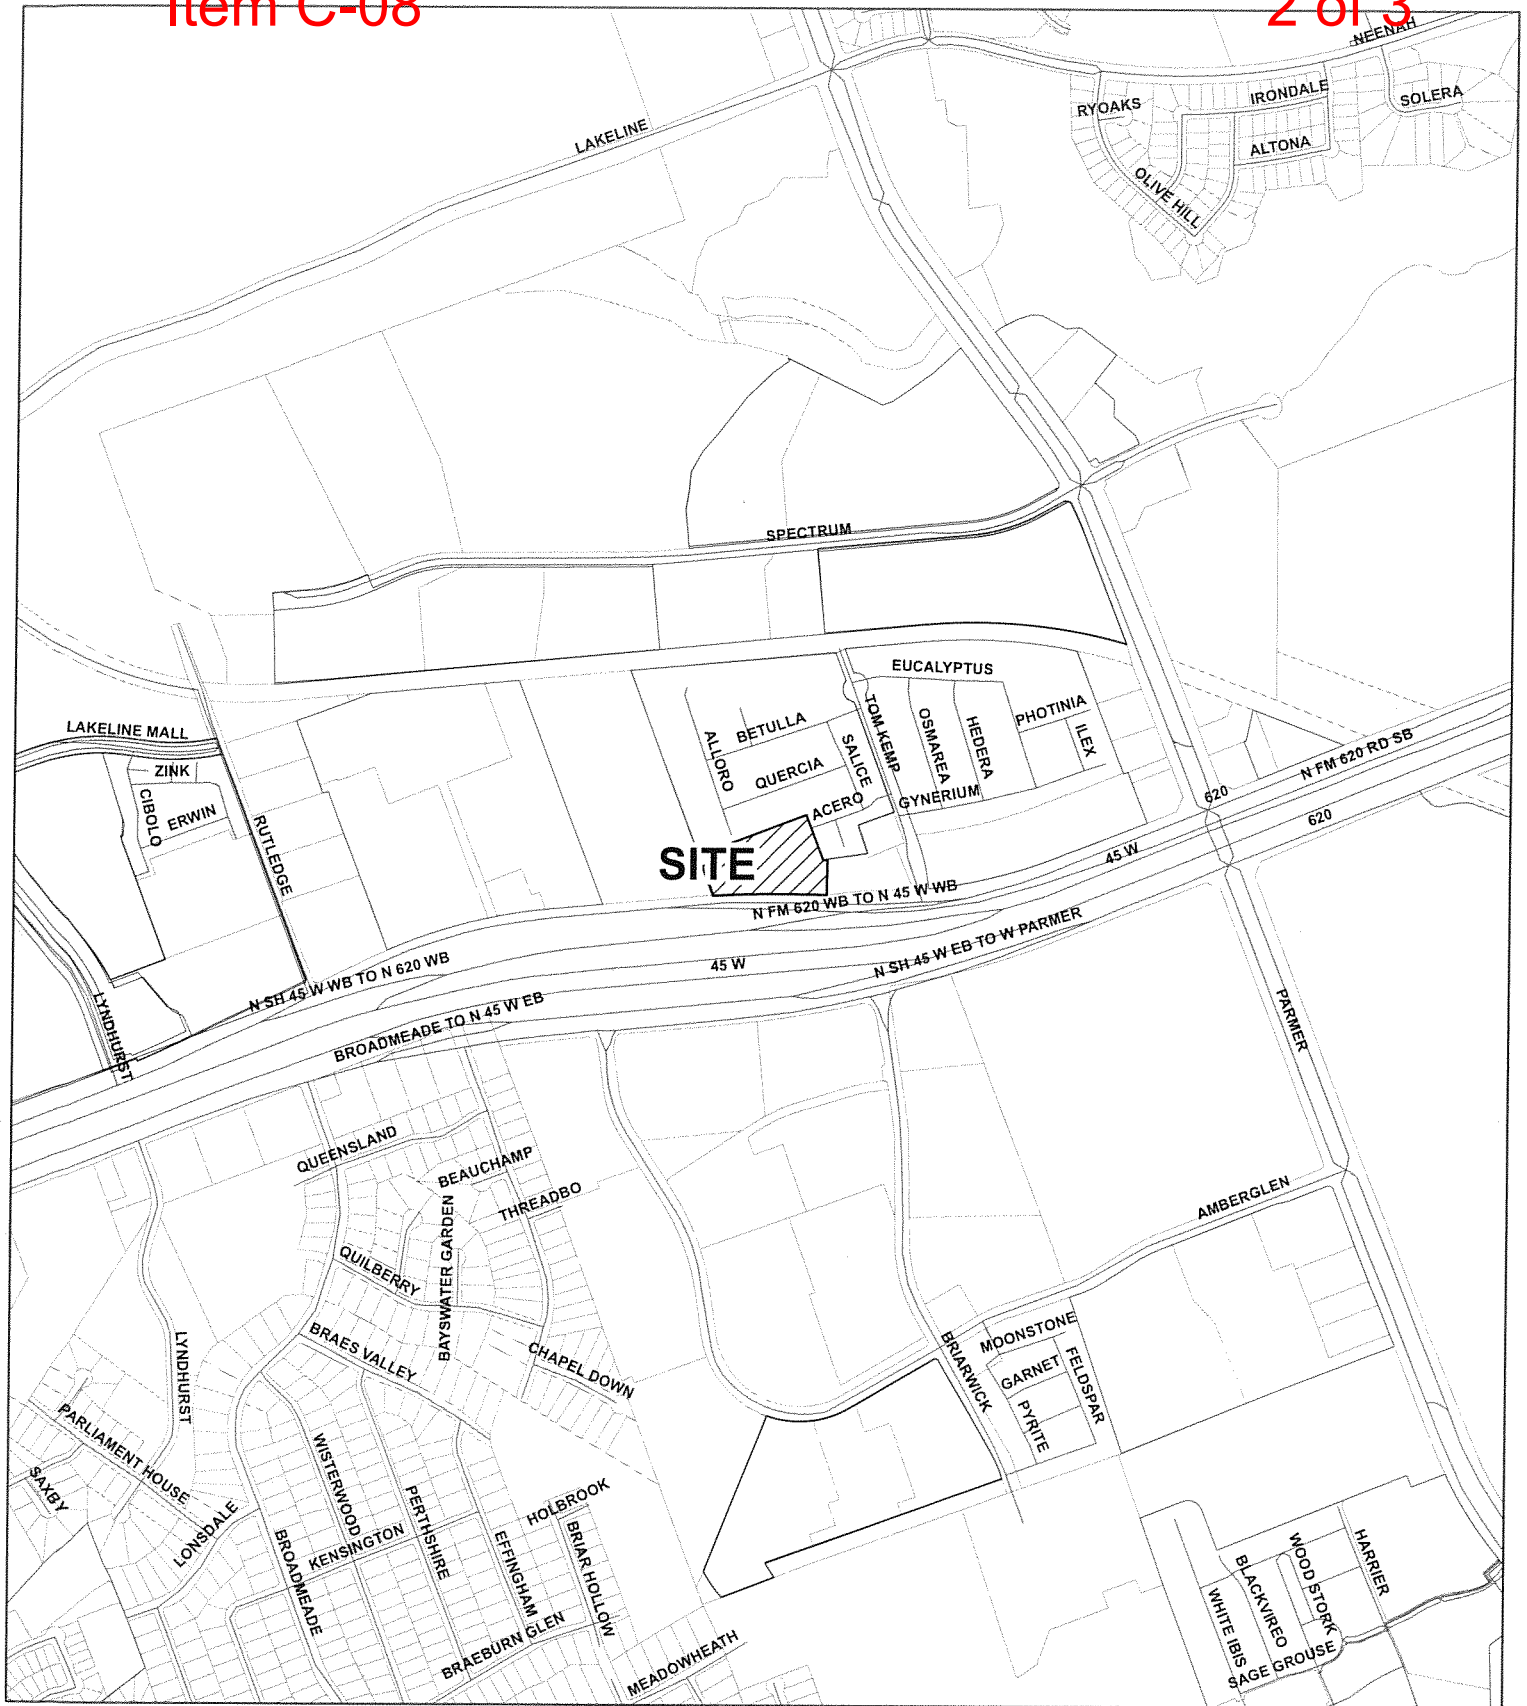 Item C-08
2 of 3
NEENAH
LAKELINE
RYOAKS
IRONDALE
SOLERA
ALTONA
OLIVE HILL
SPECTRUM
EUCALYPTUS
LAKELINE MALL
ZINK
CIBOLO
ERWIN
RUTLEDGE
ALLORO
BETULLA
QUERCIA
SALICE
ACERO
TOM KEMP
OSMAREA
HEDERA
PHOTINIA
ILEX
GYNERIUM
SITE
N FM 620 RD SB
620
620
45 W
N FM 620 WB TO N 45 W WB
N SH 45 W EB TO W PARMER
45 W
N SH 45 W WB TO N 620 WB
BROADMEADE TO N 45 W EB
LYNDHURST
PARMER
QUEENSLAND
BEAUCHAMP
THREADBO
BAYSWATER GARDEN
QUILBERRY
AMBERGLEN
LYNDHURST
BRAES VALLEY
CHAPEL DOWN
BRIARWICK
MOONSTONE
GARNET
FELDSPAR
PYRITE
PARLIAMENT HOUSE
SAXBY
LONSDALE
WISTERWOOD
PERTHSHIRE
KENSINGTON
BROADMEADE
HOLBROOK
EFFINGHAM
BRIAR HOLLOW
BRAEBURN GLEN
MEADOWHEATH
HARRIER
WOOD STORK
BLACKVIREO
WHITE IBIS
SAGE GROUSE